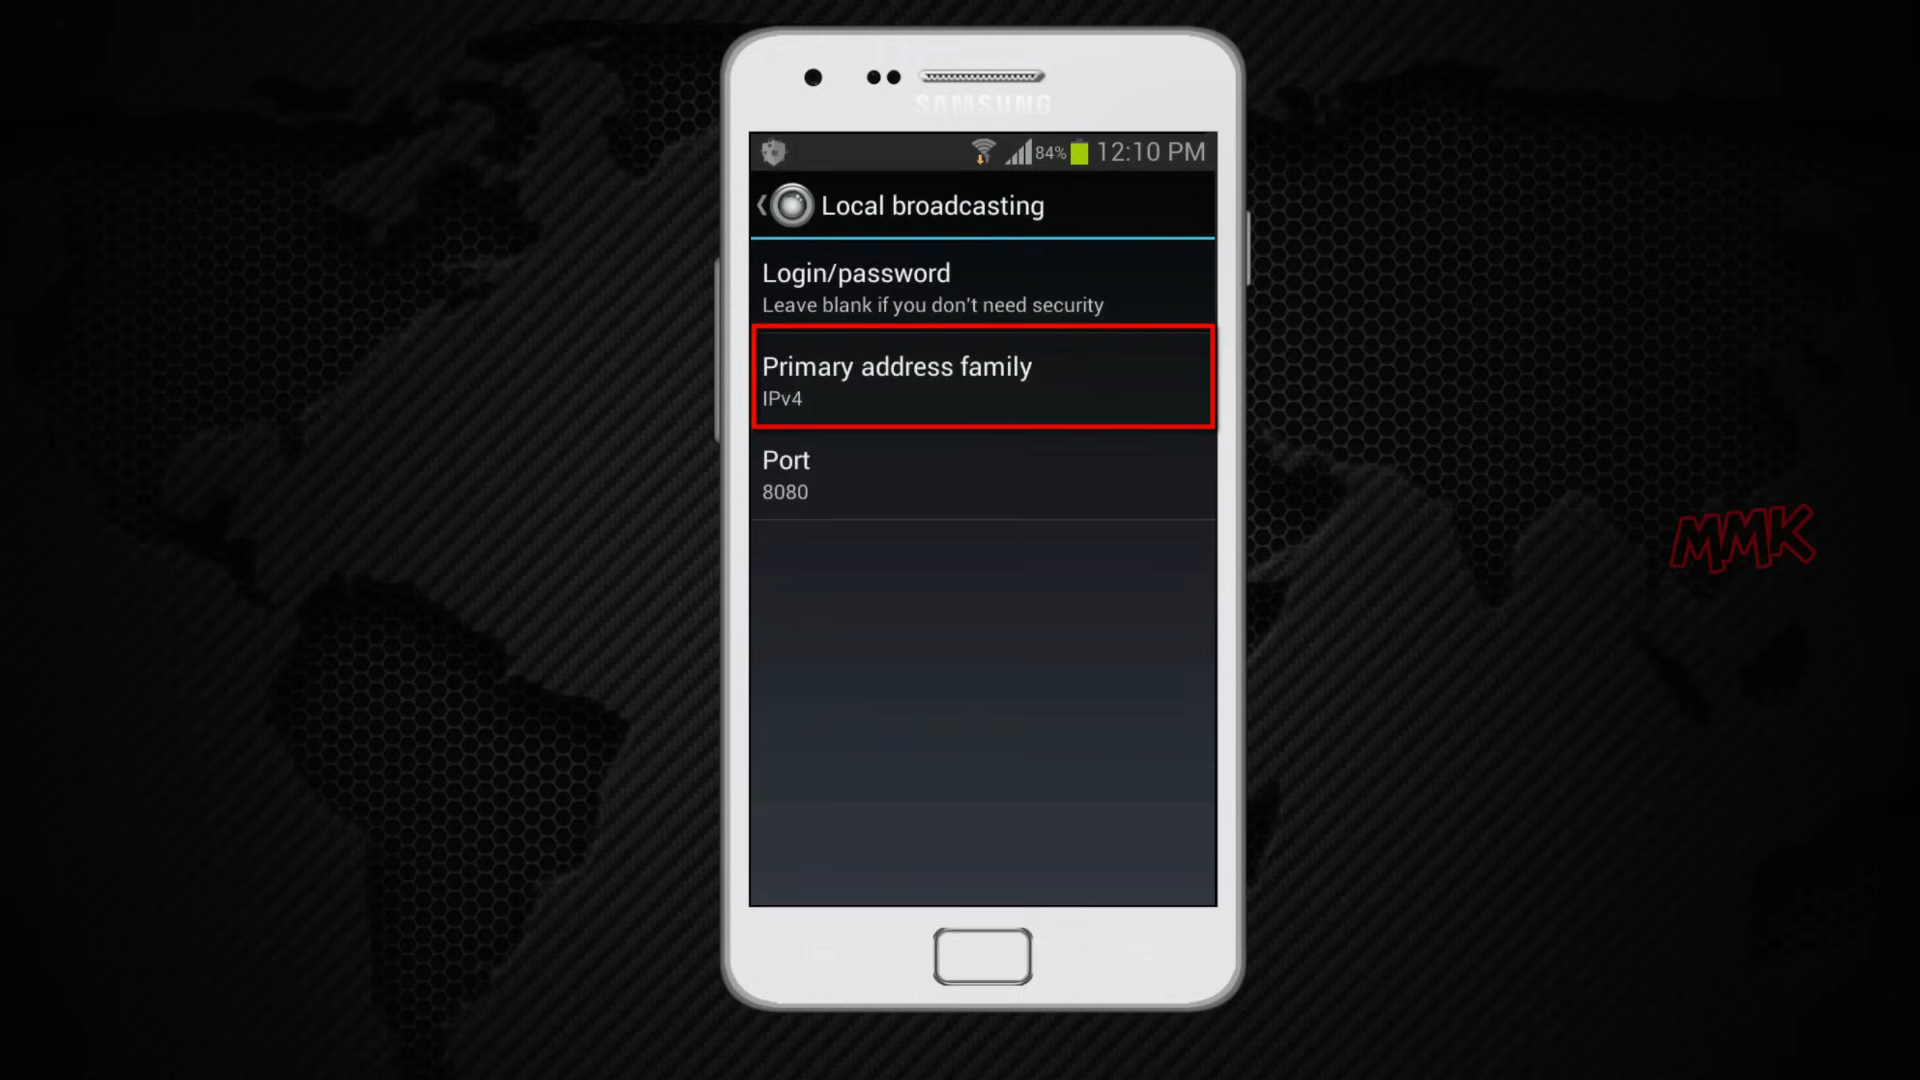 SAMSUNG
84% 12:10 PM
Local broadcasting
Login/password
Leave blank if you don't need security
Primary address family
IPv4
Port
8080
MMK